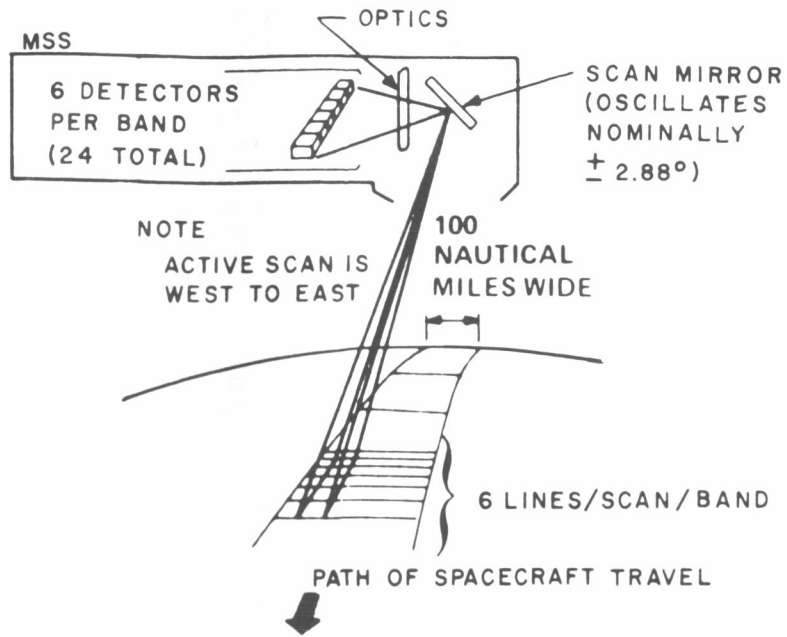 OPTICS
MSS
6 DETECTORS
PER BAND
(24 TOTAL)
SCAN MIRROR
(OSCILLATES
NOMINALLY
± 2.88°)
NOTE
ACTIVE SCAN IS
WEST TO EAST
100
NAUTICAL
MILES WIDE
6 LINES/SCAN/BAND
PATH OF SPACECRAFT TRAVEL